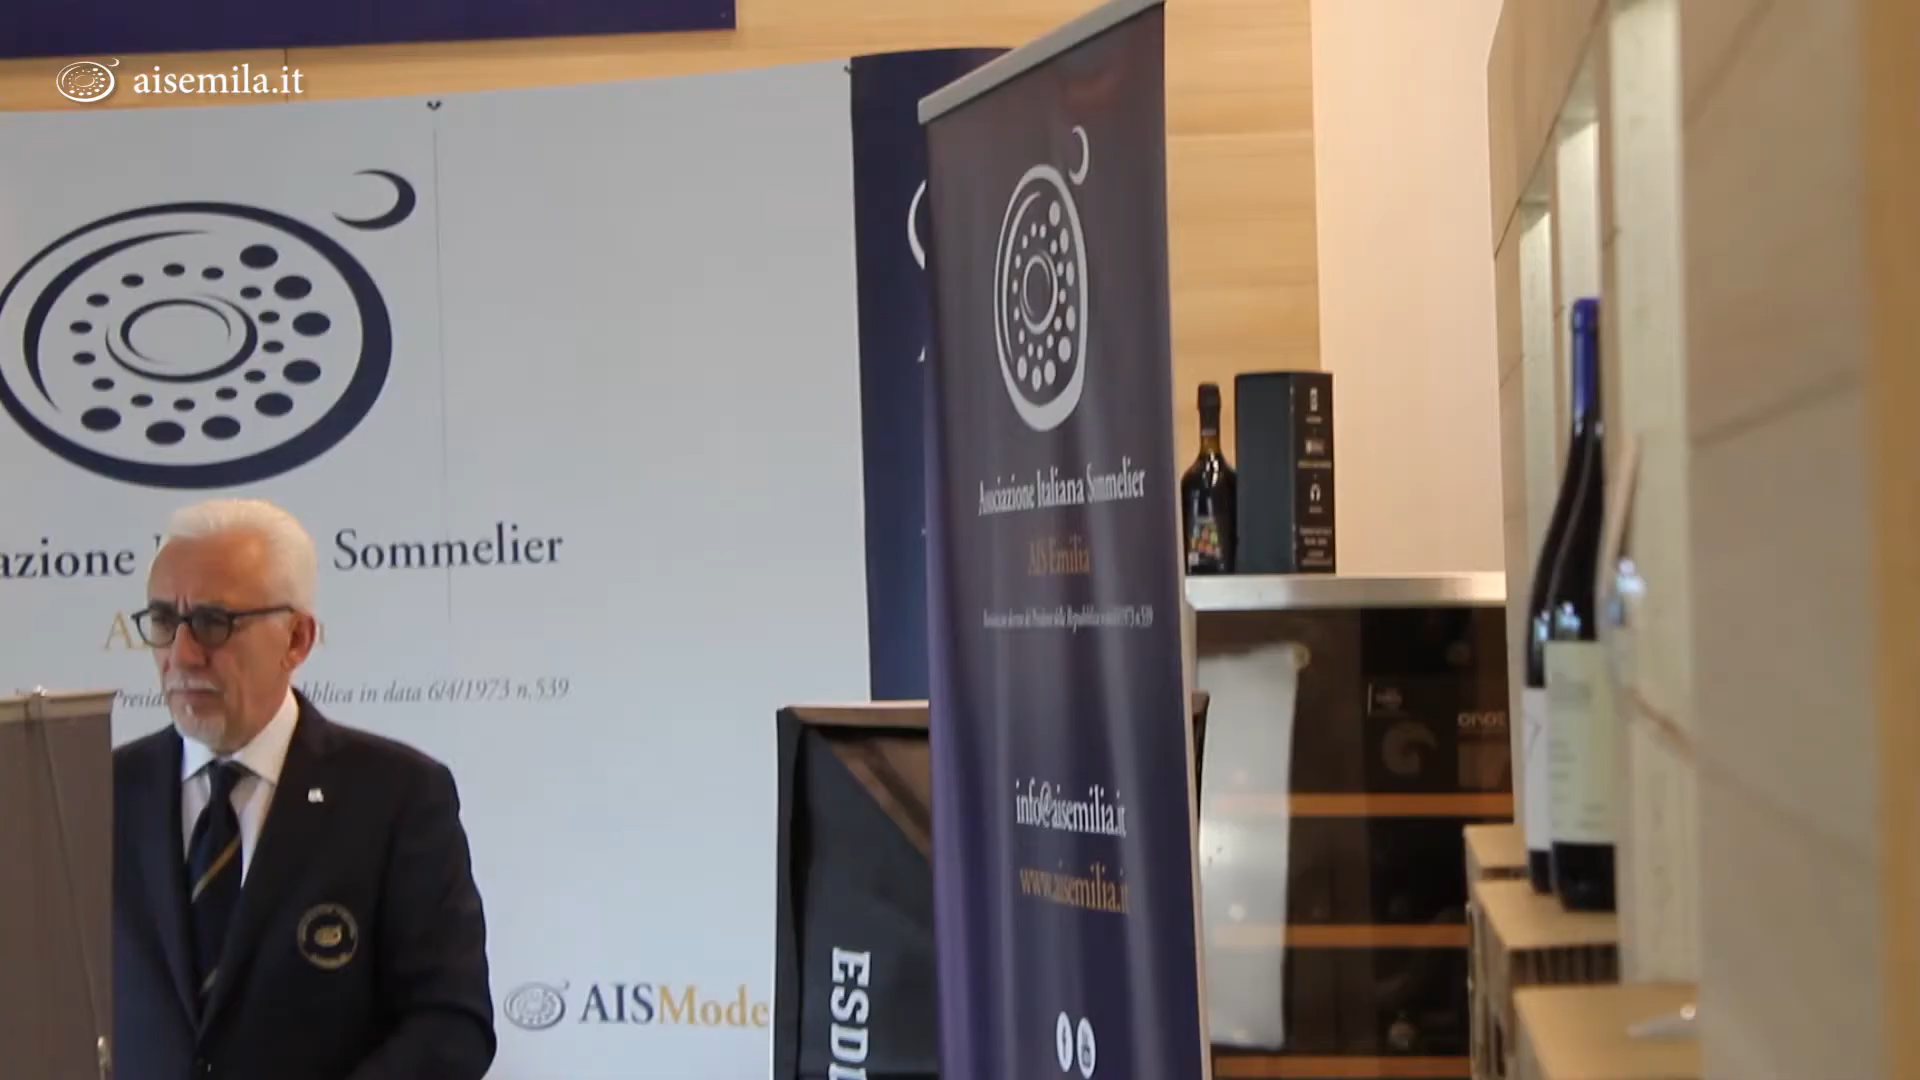 aisemila.it
azione Sommelier
Presid bblica in data 6/4/1973 n.539
AISMode
ESD
Associazione Italiana Sommelier
AIS Emilia
info@aisemilia.it
www.aisemilia.it